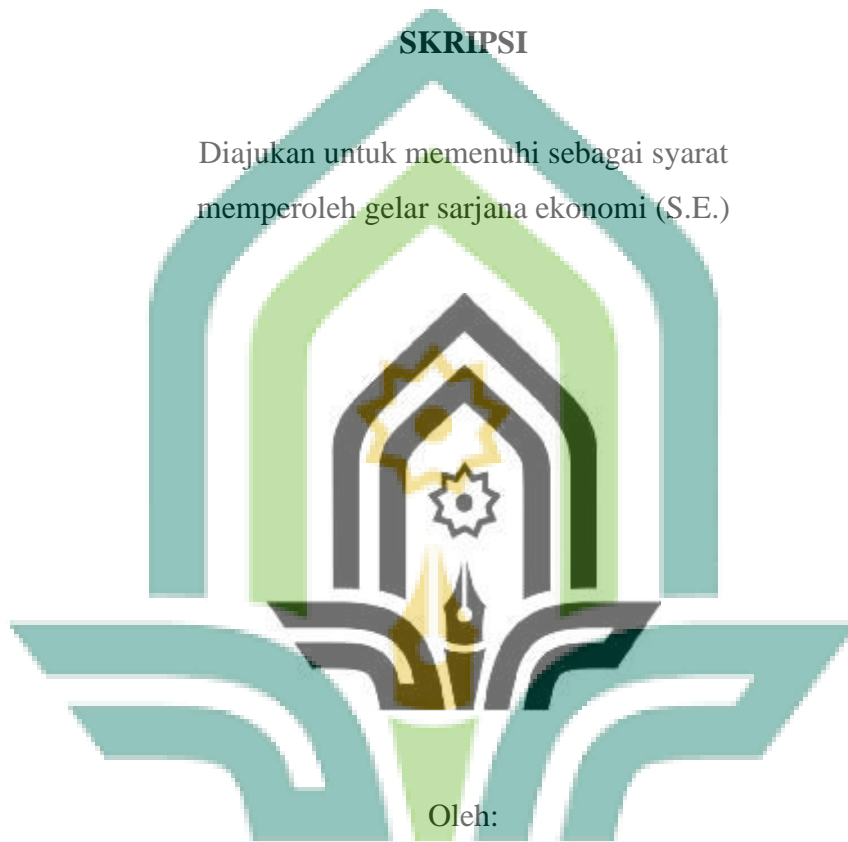 SKRIPSI
Diajukan untuk memenuhi sebagai syarat
memperoleh gelar sarjana ekonomi (S.E.)
Oleh: